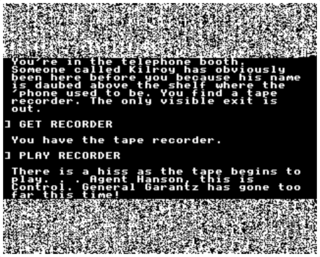 You're in the telephone booth.
Someone called Kilroy has obviously
been here before you because his name
is daubed above the shelf where the
'phone used to be. You find a tape
recorder. The only visible exit is
out.
] GET RECORDER
You have the tape recorder.
] PLAY RECORDER
There is a hiss as the tape begins to
play. . . Agent Hanson, this is
Control. General Garantz has gone too
far this time!